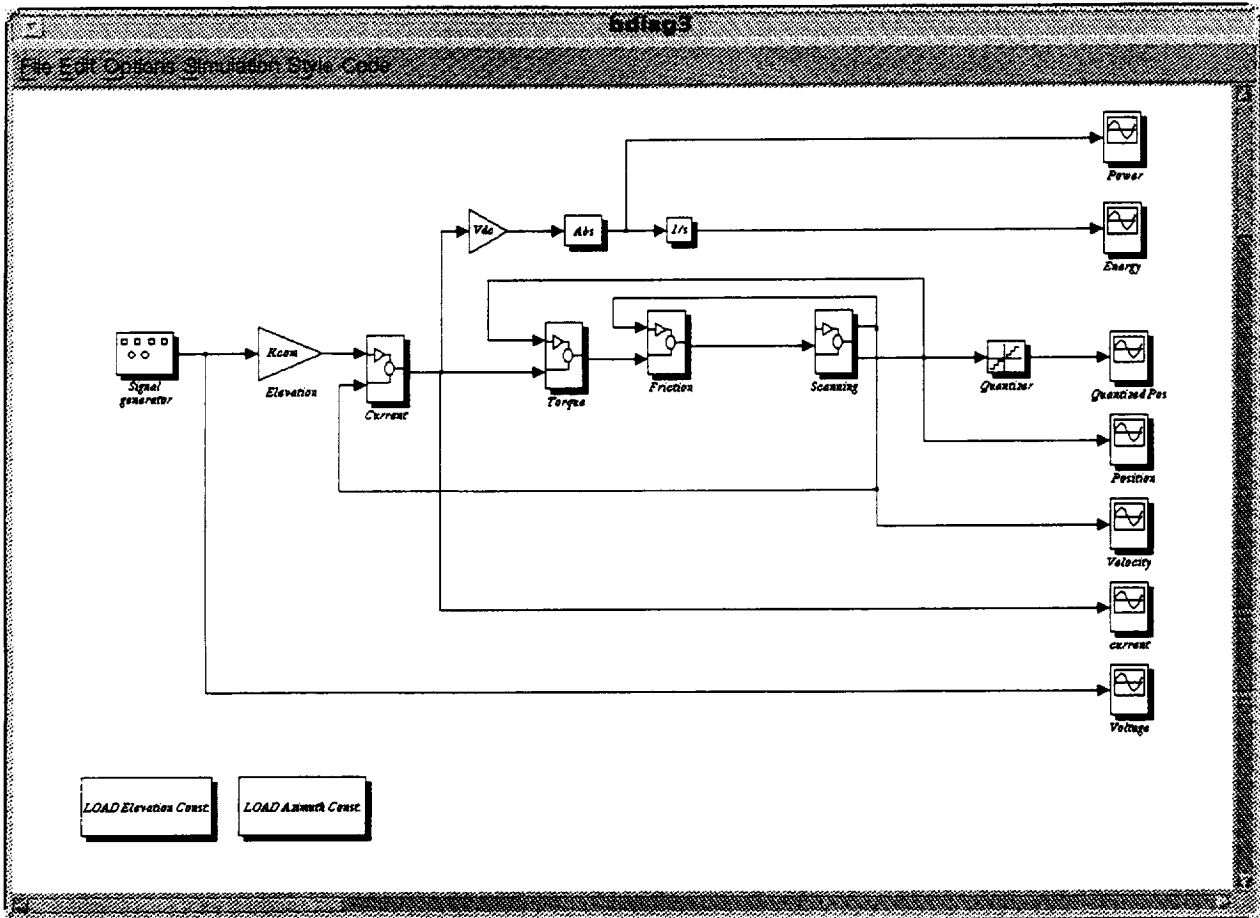 bdiag3
File Edit Options Simulation Style Code
Power
Vdc
Abs
1/s
Energy
Kcom
Elevation
Signal
generator
Current
Torque
Friction
Scanning
Quantizer
Quantized Pos
Position
Velocity
current
Voltage
LOAD Elevation Const.
LOAD Azimuth Const.